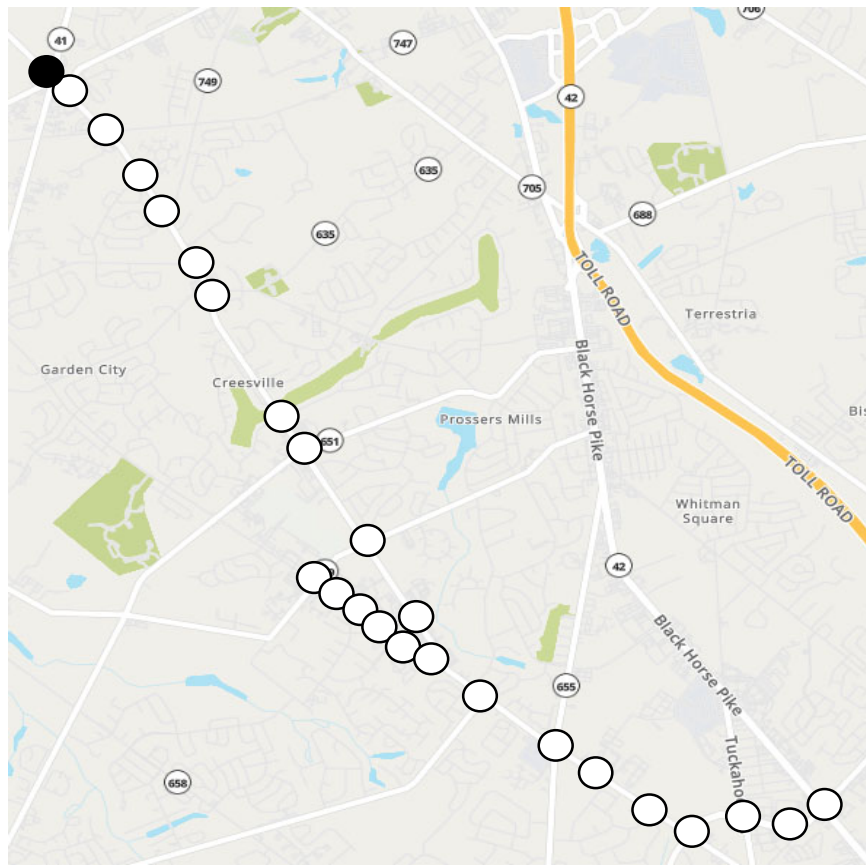 706
41
747
749
42
635
705
688
635
TOLL ROAD
Terrestria
Black Horse Pike
Garden City
Creesville
Prossers Mills
651
TOLL ROAD
Whitman
Square
42
Black Horse Pike
655
Tuckaho
658